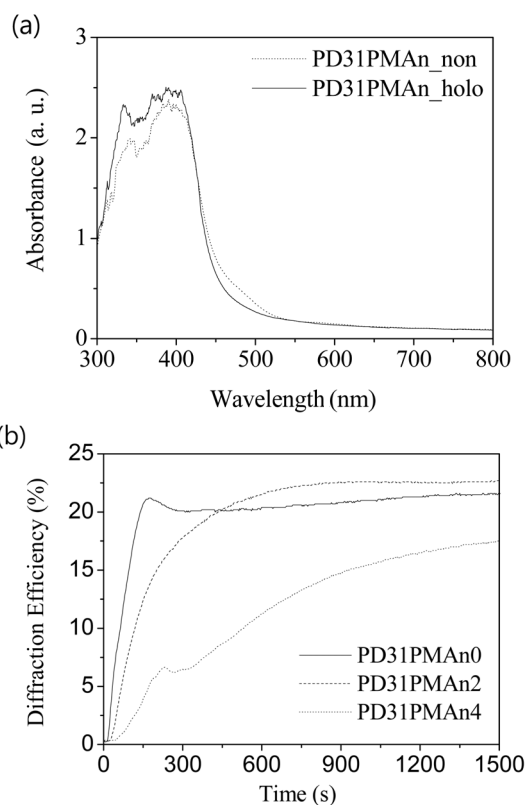 (a)
3
PD31PMAn_non
PD31PMAn_holo
2
1
0
Absorbance (a. u.)
300 400 500 600 700 800
Wavelength (nm)
(b)
25
20
15
10
5
0
Diffraction Efficiency (%)
PD31PMAn0
PD31PMAn2
PD31PMAn4
0 300 600 900 1200 1500
Time (s)